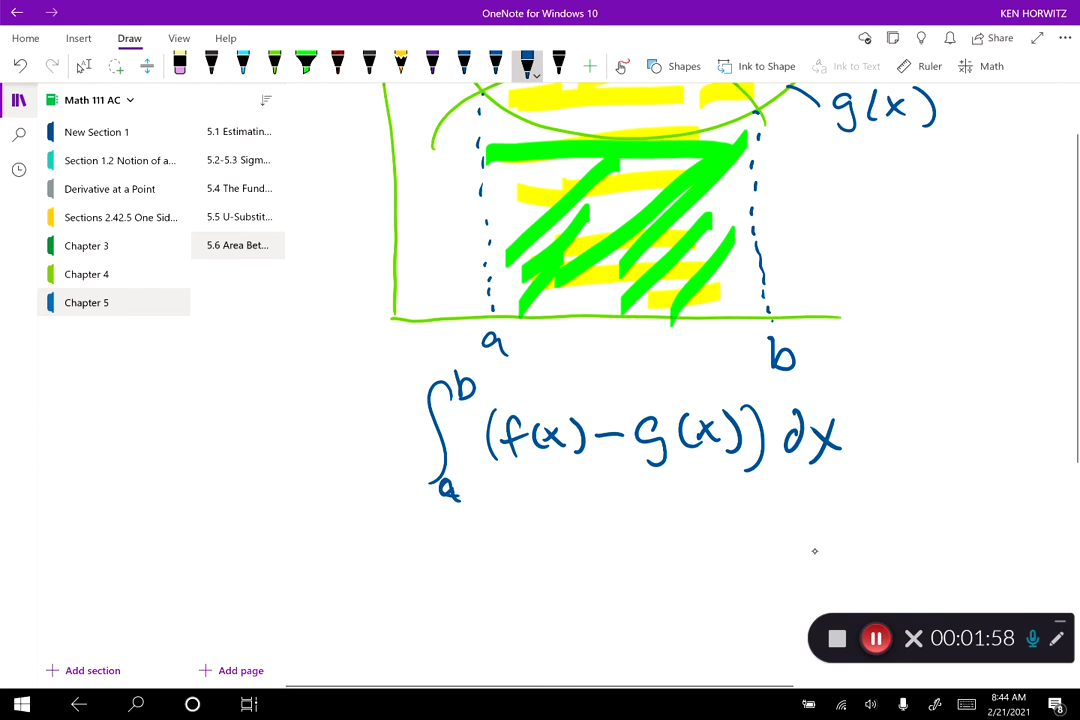 OneNote for Windows 10
KEN HORWITZ
Home Insert Draw View Help
Share
Shapes Ink to Shape Ink to Text Ruler Math
Math 111 AC
New Section 1
Section 1.2 Notion of a...
Derivative at a Point
Sections 2.42.5 One Sid...
Chapter 3
Chapter 4
Chapter 5
5.1 Estimatin...
5.2-5.3 Sigm...
5.4 The Fund...
5.5 U-Substit...
5.6 Area Bet...
g(x)
a b
∫_a^b (f(x) - g(x)) dx
00:01:58
Add section Add page
8:44 AM
2/21/2021
8